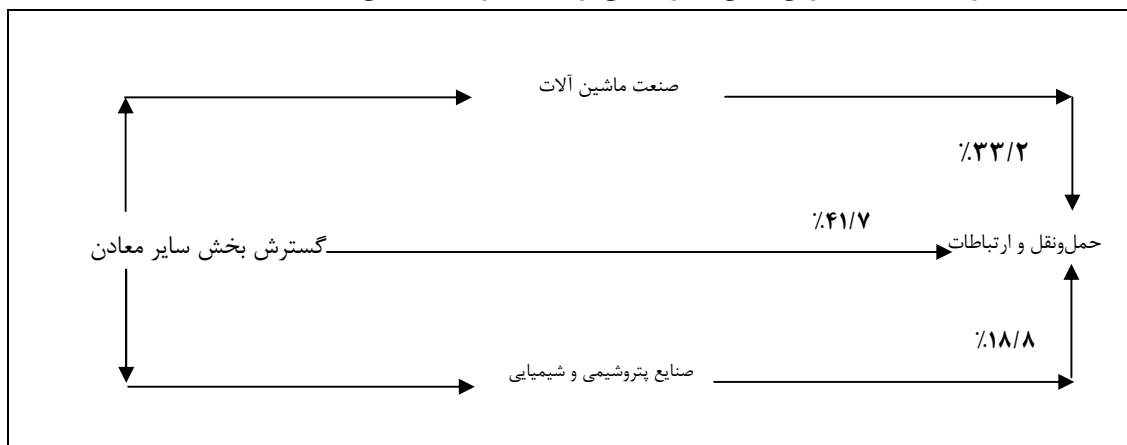 صنعت ماشین آلات
٪۳۳/۲
٪۴۱/۷
حمل‌ونقل و ارتباطات
گسترش بخش سایر معادن
٪۱۸/۸
صنایع پتروشیمی و شیمیایی